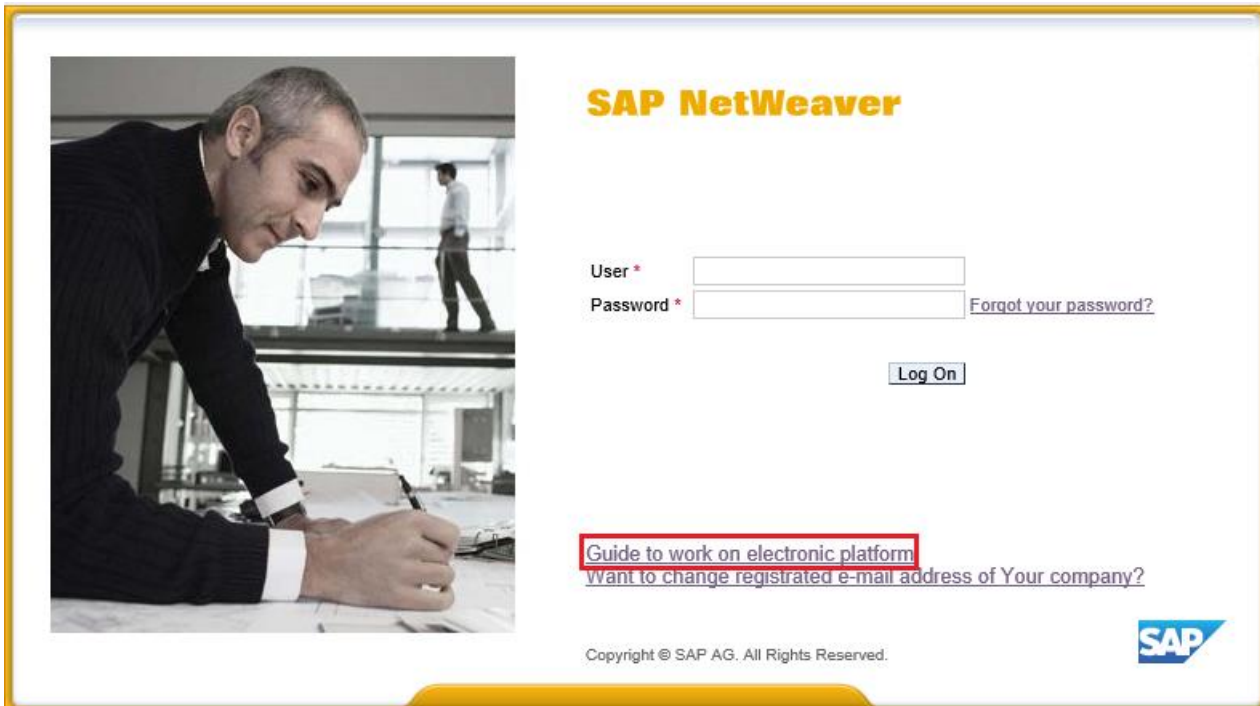 SAP NetWeaver
User *
Password *
Forgot your password?
Log On
Guide to work on electronic platform
Want to change registrated e-mail address of Your company?
SAP
Copyright © SAP AG. All Rights Reserved.